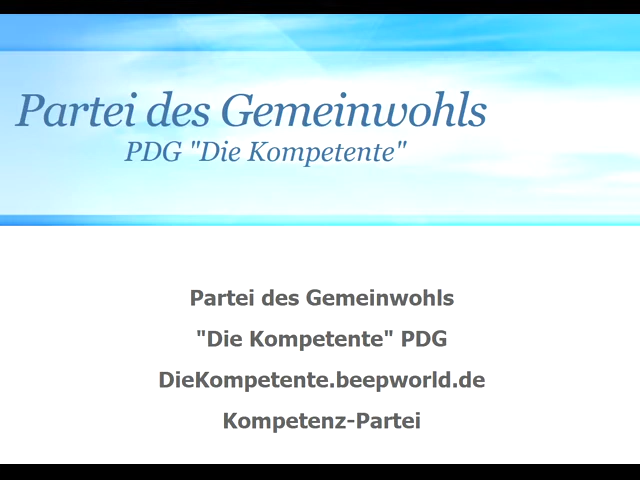 Partei des Gemeinwohls
PDG "Die Kompetente"
Partei des Gemeinwohls
"Die Kompetente" PDG
DieKompetente.beepworld.de
Kompetenz-Partei